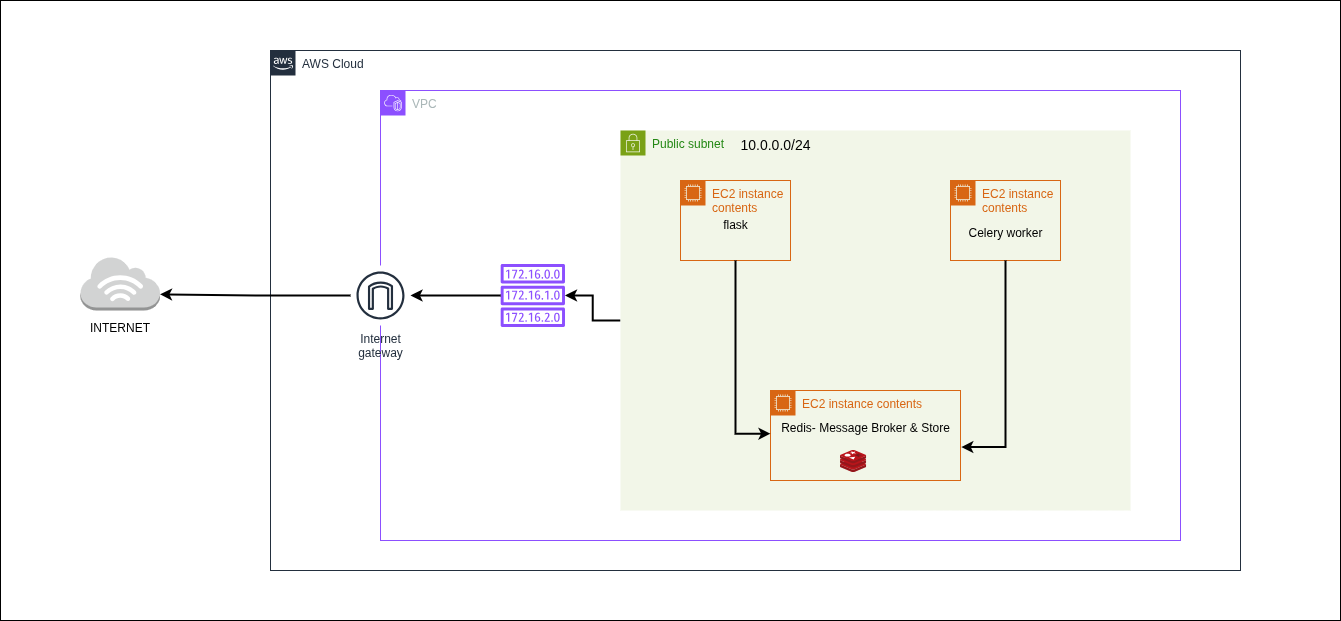 aws
AWS Cloud
VPC
Public subnet
10.0.0.0/24
EC2 instance
contents
flask
EC2 instance
contents
Celery worker
172.16.0.0
172.16.1.0
172.16.2.0
INTERNET
Internet
gateway
EC2 instance contents
Redis- Message Broker & Store